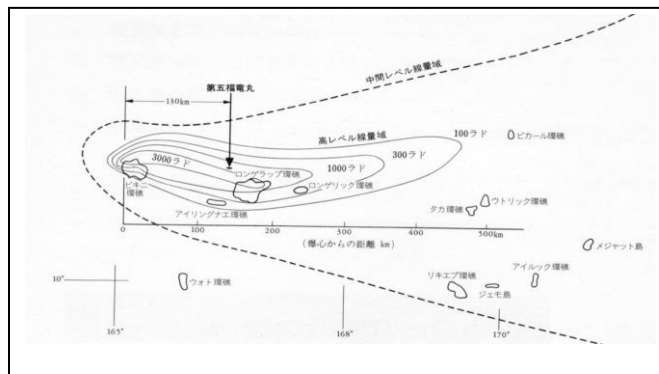 中間レベル線量域
第五福竜丸
130km
高レベル線量域
100ラド
ビカール環礁
300ラド
3000ラド
ロンゲラップ環礁
1000ラド
ビキニ
環礁
ロンゲリック環礁
アイリングナエ環礁
ウトリック環礁
タカ環礁
0 100 200 300 400 500km
(爆心からの距離 km)
メジャット島
10°
ウォト環礁
リキエプ環礁
アイルック環礁
ジェモ島
165°
168°
170°